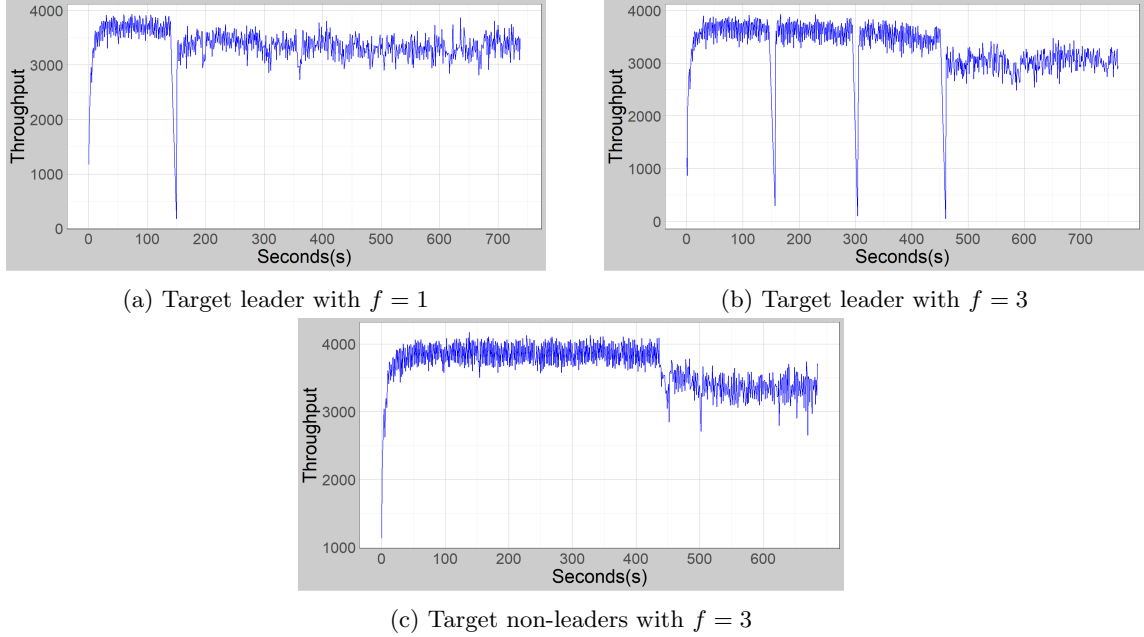 4000
3000
2000
1000
0
Throughput
0 100 200 300 400 500 600 700
Seconds(s)
(a) Target leader with f = 1
4000
3000
2000
1000
0
Throughput
0 100 200 300 400 500 600 700
Seconds(s)
(b) Target leader with f = 3
4000
3000
2000
1000
Throughput
0 100 200 300 400 500 600
Seconds(s)
(c) Target non-leaders with f = 3